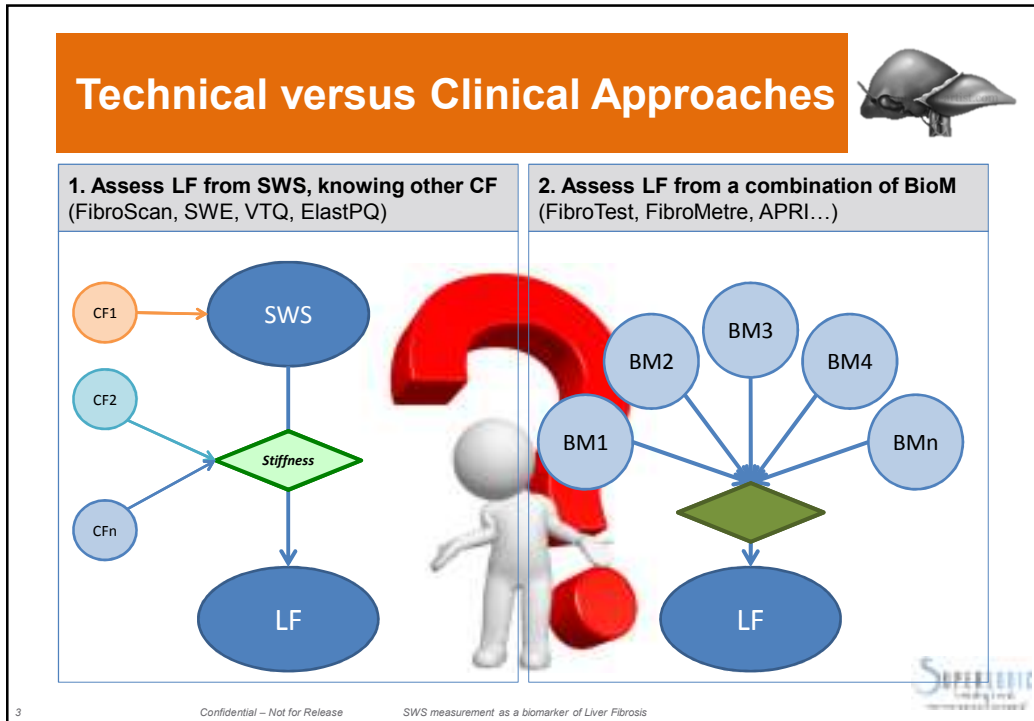 Technical versus Clinical Approaches
1. Assess LF from SWS, knowing other CF
(FibroScan, SWE, VTQ, ElastPQ)
2. Assess LF from a combination of BioM
(FibroTest, FibroMetre, APRI…)
CF1
SWS
CF2
Stiffness
CFn
LF
BM1
BM2
BM3
BM4
BMn
LF
3
Confidential – Not for Release
SWS measurement as a biomarker of Liver Fibrosis
SUPERSONIC
imagine